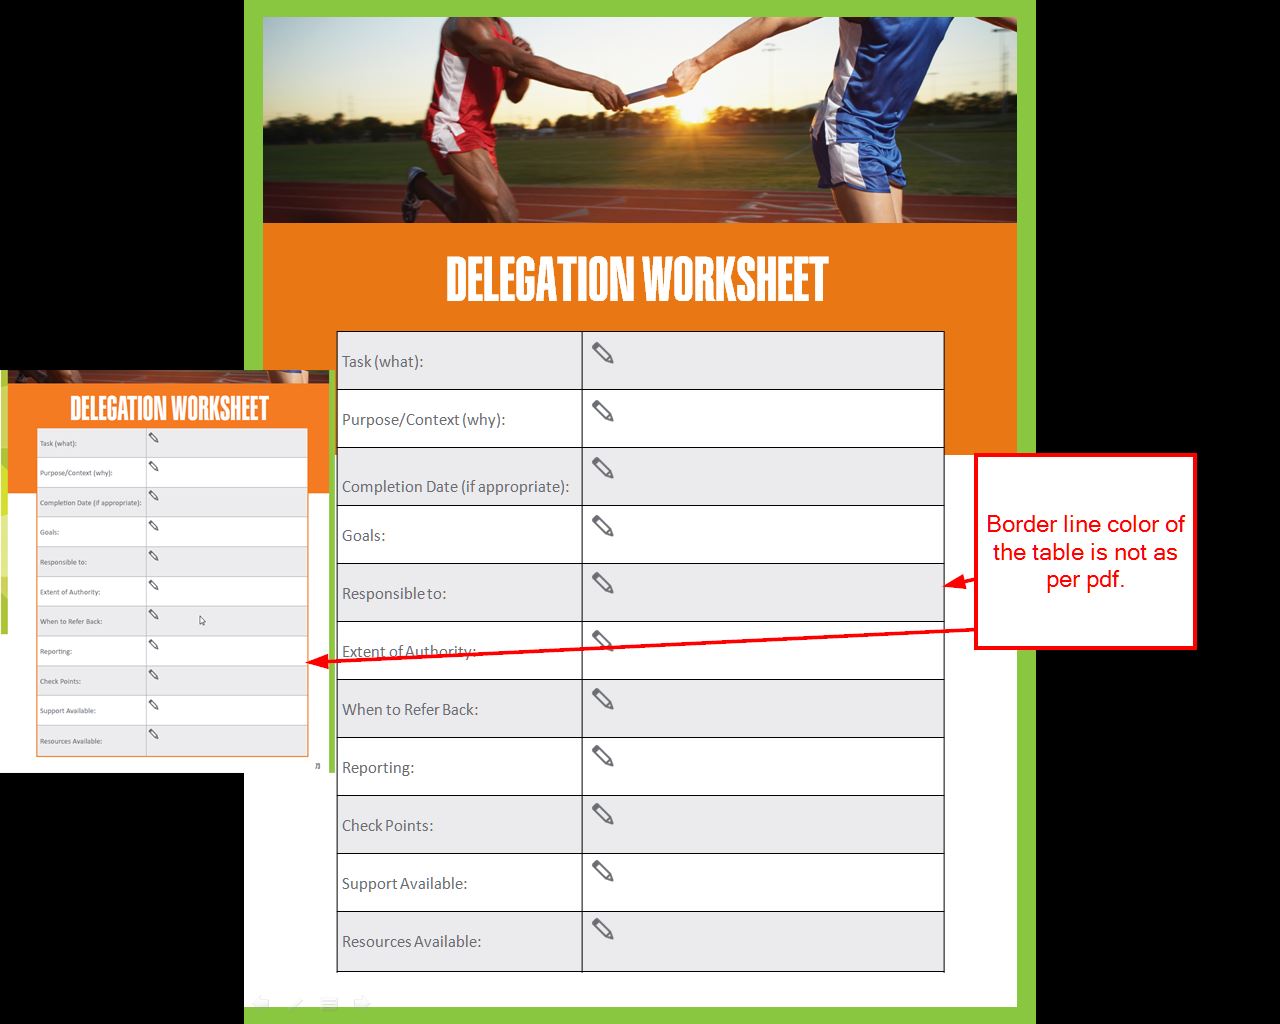 DELEGATION WORKSHEET
Task (what):
Purpose/Context (why):
Completion Date (if appropriate):
Goals:
Responsible to:
Extent of Authority:
When to Refer Back:
Reporting:
Check Points:
Support Available:
Resources Available:
DELEGATION WORKSHEET
Task (what):
Purpose/Context (why):
Completion Date (if appropriate):
Goals:
Responsible to:
Extent of Authority:
When to Refer Back:
Reporting:
Check Points:
Support Available:
Resources Available:
Border line color of
the table is not as
per pdf.